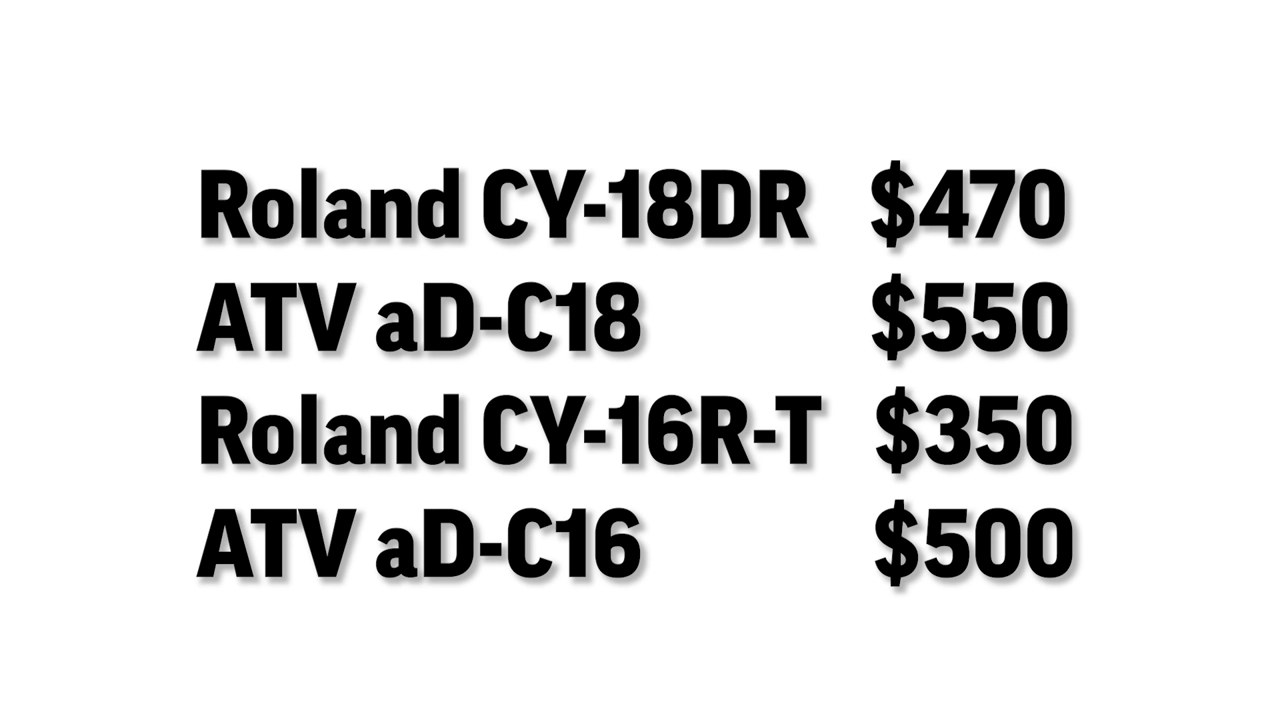 Roland CY-18DR $470
ATV aD-C18 $550
Roland CY-16R-T $350
ATV aD-C16 $500